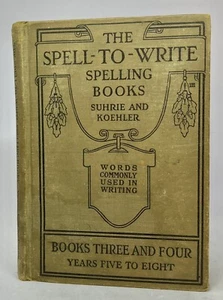 THE
SPELL-TO-WRITE
SPELLING
BOOKS
SUHRIE AND
KOEHLER
WORDS
COMMONLY
USED IN
WRITING
BOOKS THREE AND FOUR
YEARS FIVE TO EIGHT